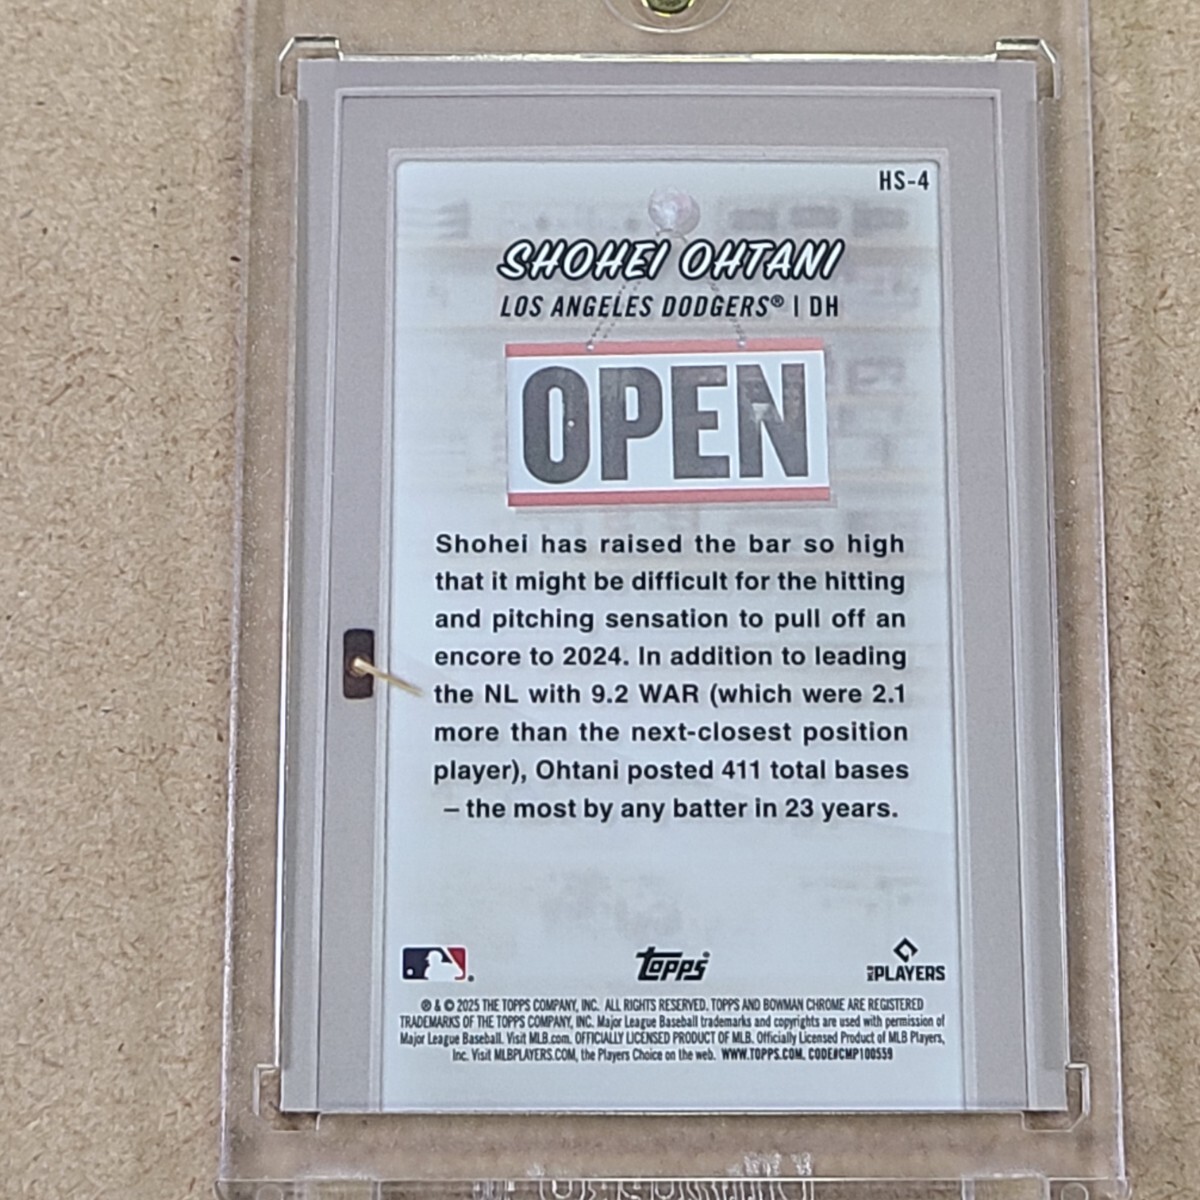 HS-4
SHOHEI OHTANI
LOS ANGELES DODGERS® | DH
OPEN
Shohei has raised the bar so high
that it might be difficult for the hitting
and pitching sensation to pull off an
encore to 2024. In addition to leading
the NL with 9.2 WAR (which were 2.1
more than the next-closest position
player), Ohtani posted 411 total bases
– the most by any batter in 23 years.
topps
PLAYERS
® & © 2025 THE TOPPS COMPANY, INC. ALL RIGHTS RESERVED. TOPPS AND BOWMAN CHROME ARE REGISTERED
TRADEMARKS OF THE TOPPS COMPANY, INC. Major League Baseball trademarks and copyrights are used with permission of
Major League Baseball. Visit MLB.com. OFFICIALLY LICENSED PRODUCT OF MLB. Officially Licensed Product of MLB Players,
Inc. Visit MLBPLAYERS.COM, the Players Choice on the web. WWW.TOPPS.COM. CODE#CMP100559